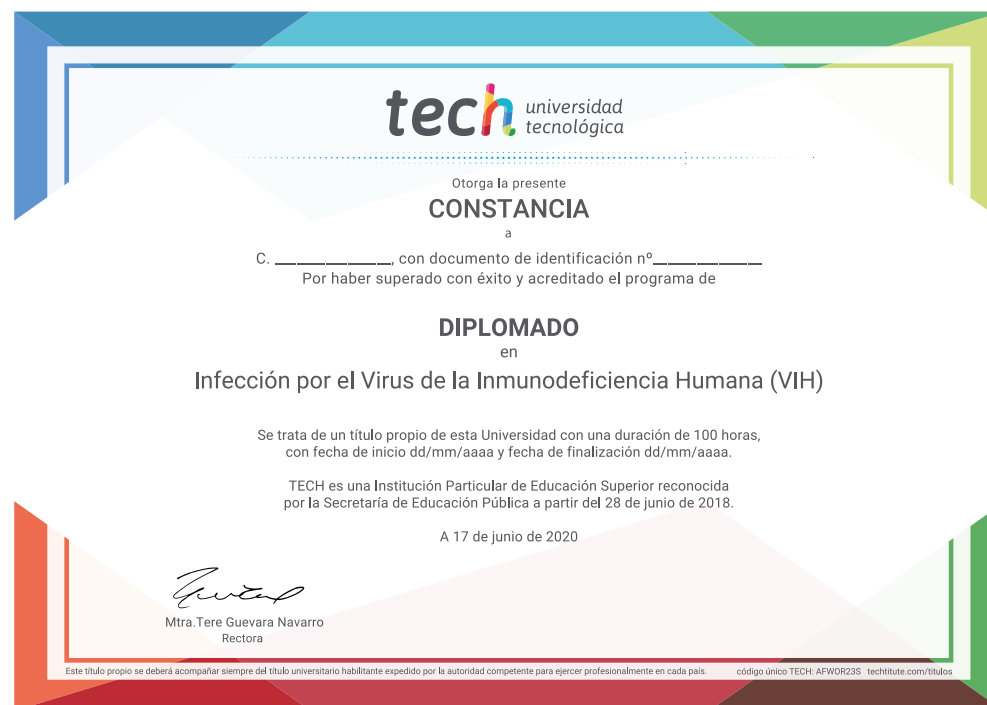 tech universidad
tecnológica
Otorga la presente
CONSTANCIA
a
C. ______________, con documento de identificación nº______________
Por haber superado con éxito y acreditado el programa de
DIPLOMADO
en
Infección por el Virus de la Inmunodeficiencia Humana (VIH)
Se trata de un título propio de esta Universidad con una duración de 100 horas,
con fecha de inicio dd/mm/aaaa y fecha de finalización dd/mm/aaaa.
TECH es una Institución Particular de Educación Superior reconocida
por la Secretaría de Educación Pública a partir del 28 de junio de 2018.
A 17 de junio de 2020
Mtra.Tere Guevara Navarro
Rectora
Este título propio se deberá acompañar siempre del título universitario habilitante expedido por la autoridad competente para ejercer profesionalmente en cada país. código único TECH: AFWOR23S techtitute.com/titulos